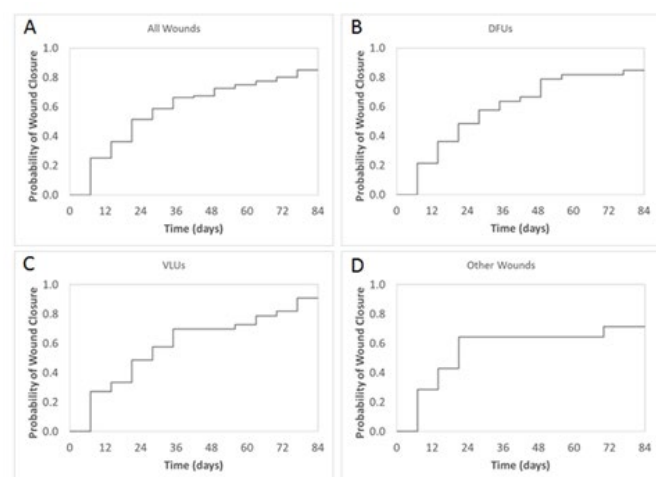 A
All Wounds
Probability of Wound Closure
1.0
0.8
0.6
0.4
0.2
0.0
0 12 24 36 48 60 72 84
Time (days)
B
DFUs
Probability of Wound Closure
1.0
0.8
0.6
0.4
0.2
0.0
0 12 24 36 48 60 72 84
Time (days)
C
VLUs
Probability of Wound Closure
1.0
0.8
0.6
0.4
0.2
0.0
0 12 24 36 48 60 72 84
Time (days)
D
Other Wounds
Probability of Wound Closure
1.0
0.8
0.6
0.4
0.2
0.0
0 12 24 36 48 60 72 84
Time (days)